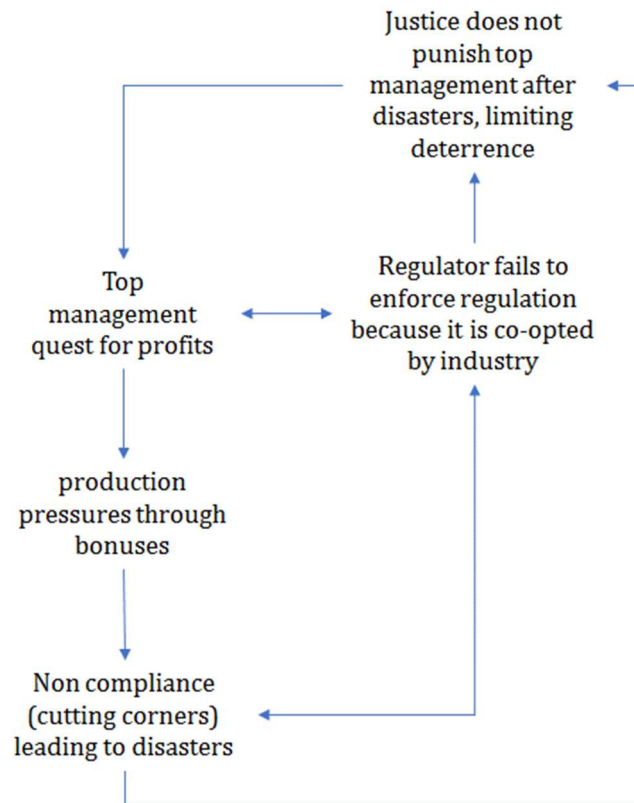 Justice does not
punish top
management after
disasters, limiting
deterrence
Top
management
quest for profits
Regulator fails to
enforce regulation
because it is co-opted
by industry
production
pressures through
bonuses
Non compliance
(cutting corners)
leading to disasters